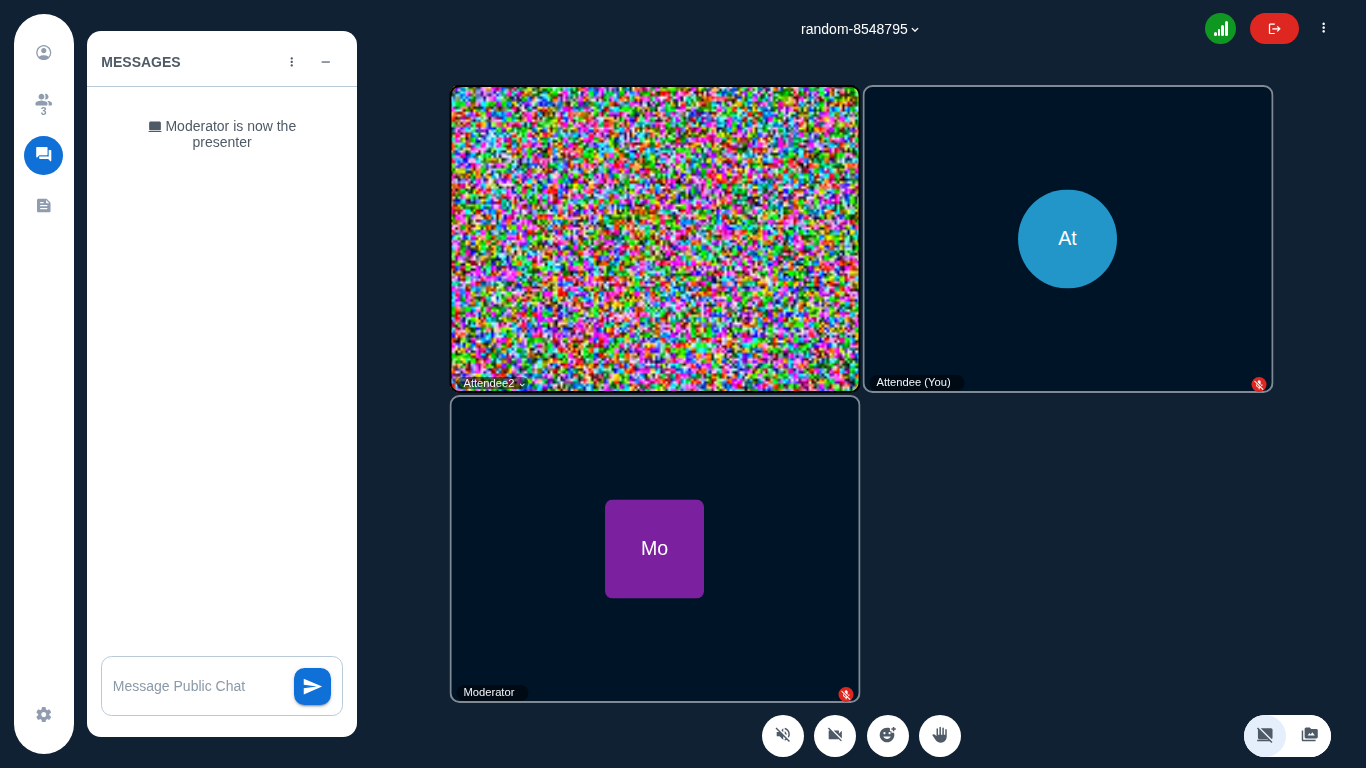 random-8548795
3
MESSAGES
Moderator is now the
presenter
Message Public Chat
Attendee2
At
Attendee (You)
Mo
Moderator